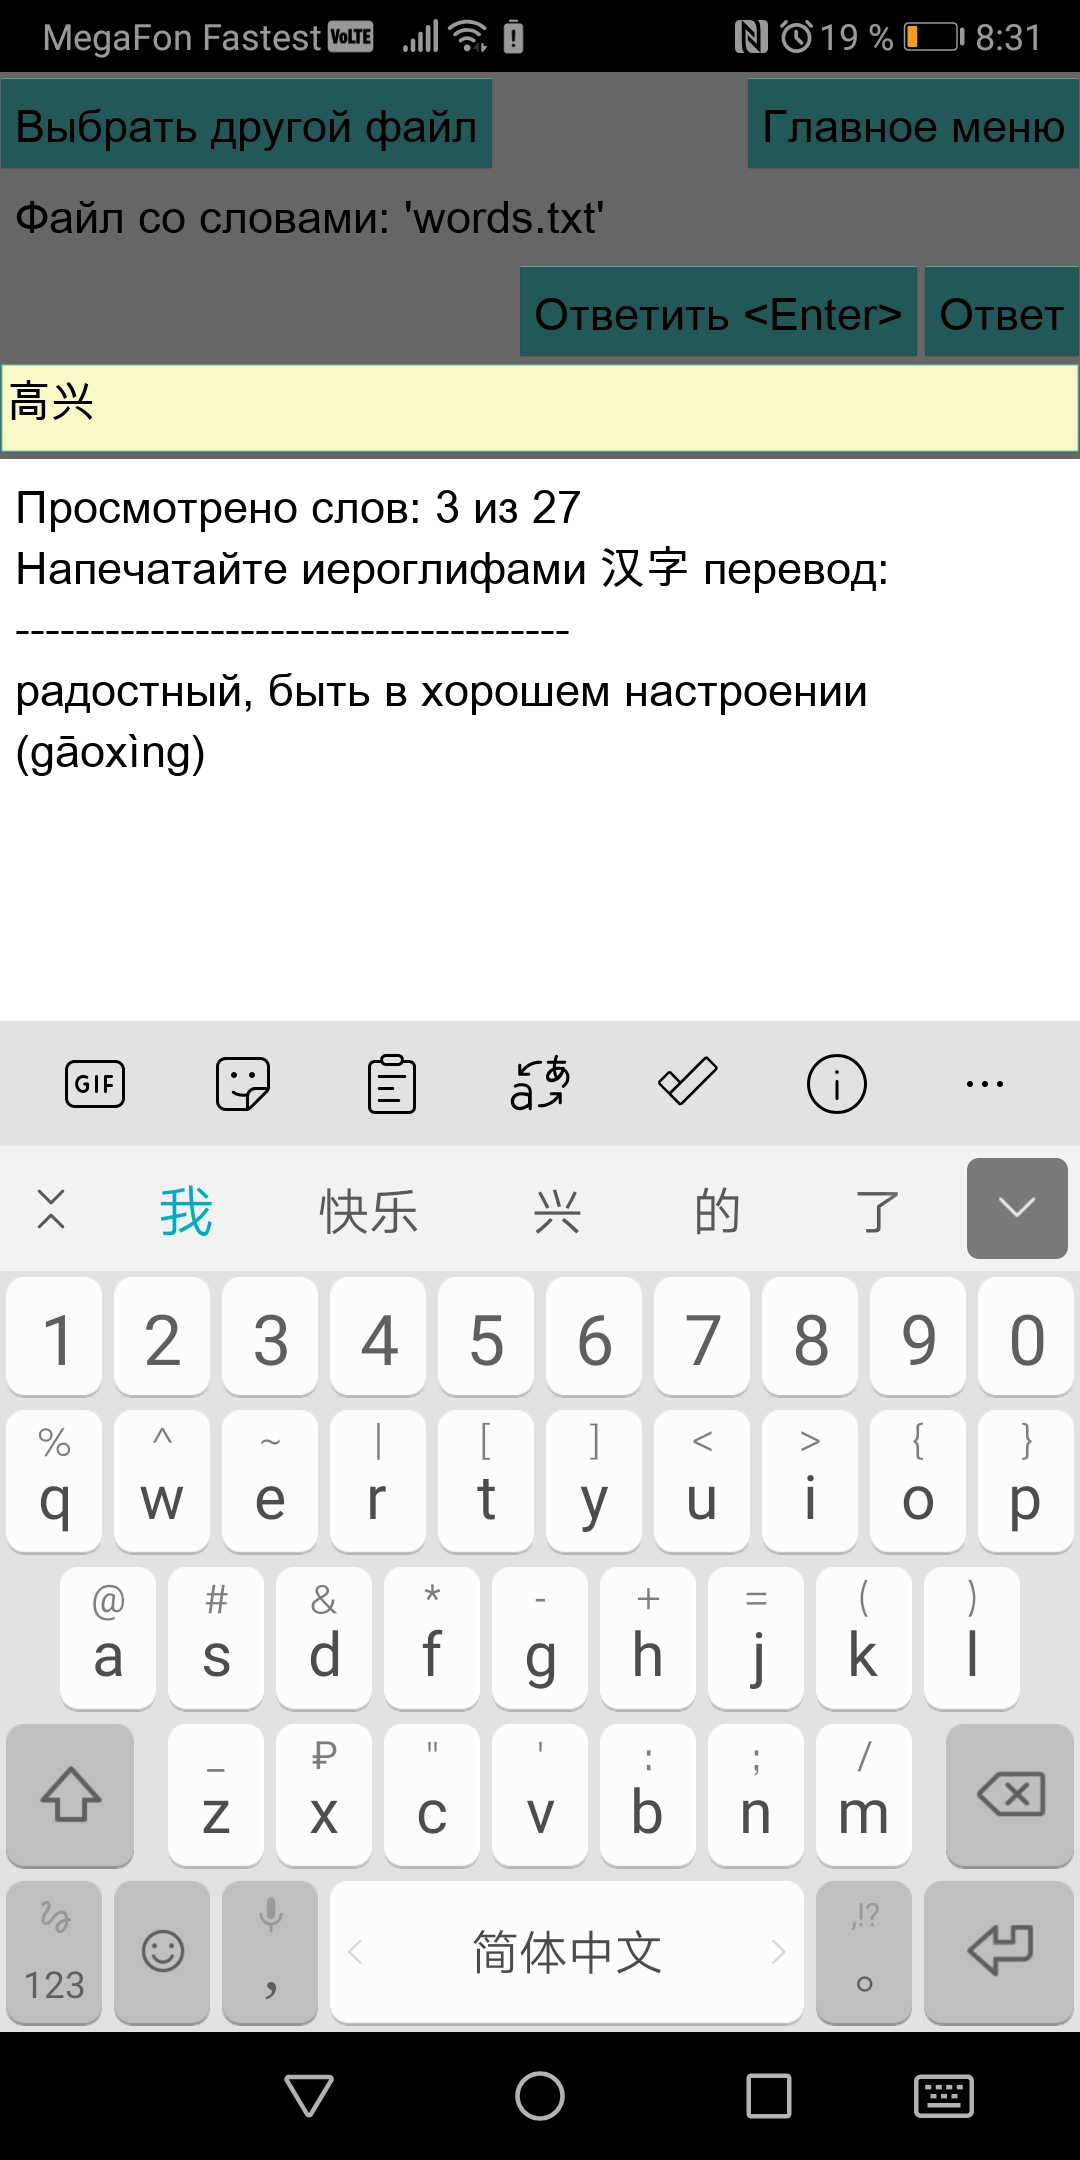 MegaFon Fastest VoLTE 19 % 8:31
Выбрать другой файл Главное меню
Файл со словами: 'words.txt'
Ответить <Enter> Ответ
高兴
Просмотрено слов: 3 из 27
Напечатайте иероглифами 汉字 перевод:
-------------------------------------
радостный, быть в хорошем настроении
(gāoxìng)
GIF aあ
我 快乐 兴 的 了
1 2 3 4 5 6 7 8 9 0
% ^ ~ | [ ] < > { }
q w e r t y u i o p
@ # & * - + = ( )
a s d f g h j k l
_ ₽ " ' : ; /
z x c v b n m
,!?
123 , 简体中文 。